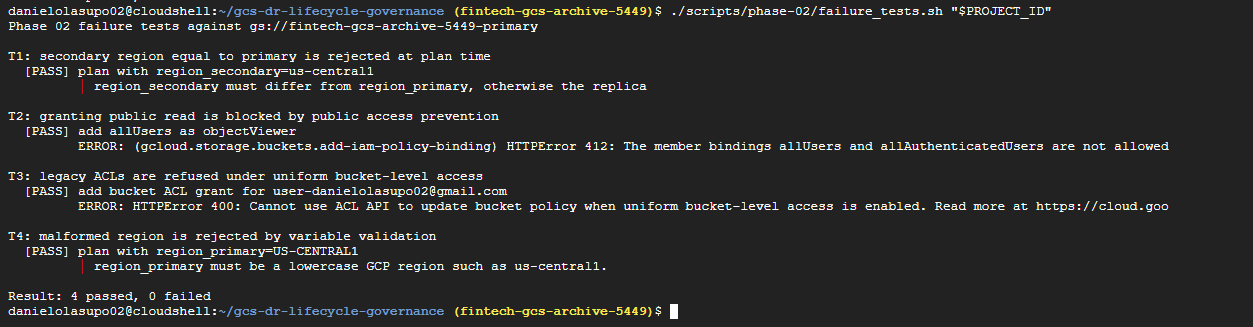 danielolasupo02@cloudshell:~/gcs-dr-lifecycle-governance (fintech-gcs-archive-5449)$ ./scripts/phase-02/failure_tests.sh "$PROJECT_ID"
Phase 02 failure tests against gs://fintech-gcs-archive-5449-primary
T1: secondary region equal to primary is rejected at plan time
[PASS] plan with region_secondary=us-central1
│ region_secondary must differ from region_primary, otherwise the replica
T2: granting public read is blocked by public access prevention
[PASS] add allUsers as objectViewer
ERROR: (gcloud.storage.buckets.add-iam-policy-binding) HTTPError 412: The member bindings allUsers and allAuthenticatedUsers are not allowed
T3: legacy ACLs are refused under uniform bucket-level access
[PASS] add bucket ACL grant for user-danielolasupo02@gmail.com
ERROR: HTTPError 400: Cannot use ACL API to update bucket policy when uniform bucket-level access is enabled. Read more at https://cloud.goo
T4: malformed region is rejected by variable validation
[PASS] plan with region_primary=US-CENTRAL1
│ region_primary must be a lowercase GCP region such as us-central1.
Result: 4 passed, 0 failed
danielolasupo02@cloudshell:~/gcs-dr-lifecycle-governance (fintech-gcs-archive-5449)$